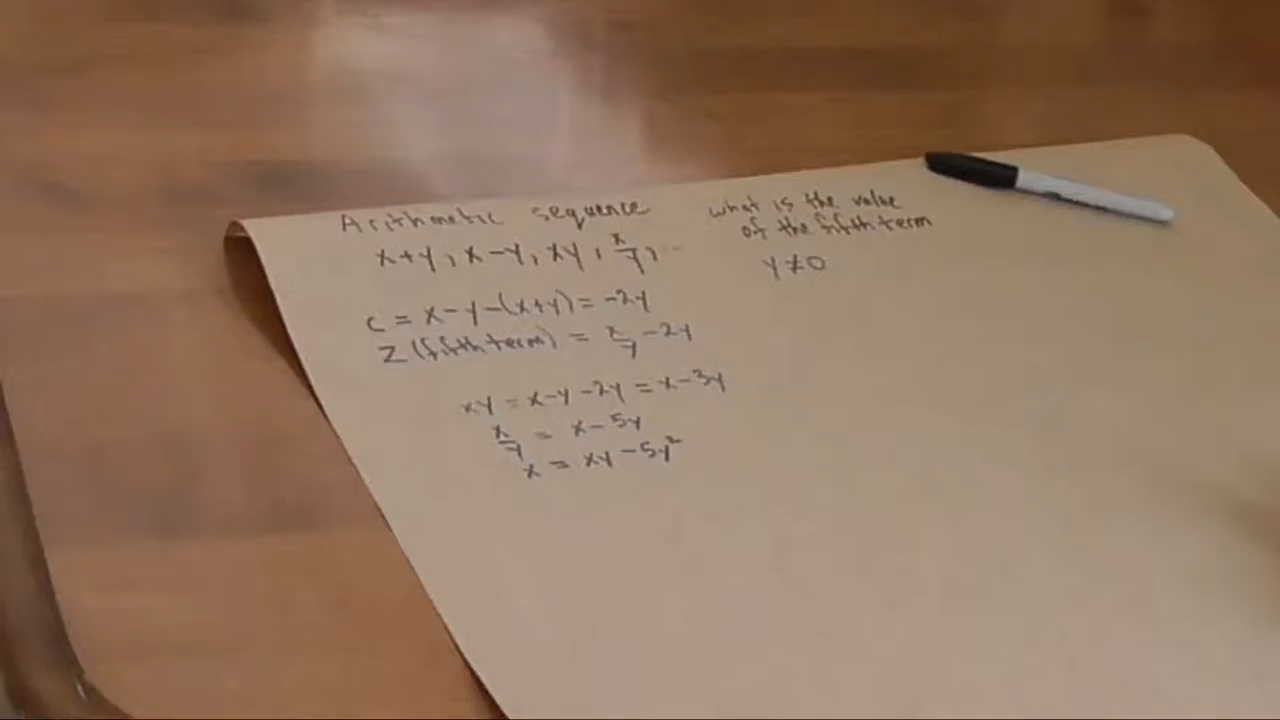 Arithmetic sequence
x+y, x-y, xy, x/y, ...
what is the value
of the fifth term
y≠0
c = x-y-(x+y) = -2y
z (fifth term) = x/y - 2y
xy = x-y-2y = x-3y
x/y = x-5y
x = xy-5y²